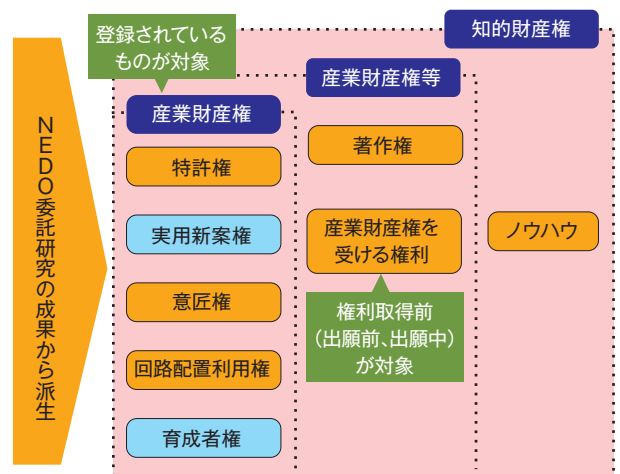 NEDO委託研究の成果から派生
知的財産権
登録されている
ものが対象
産業財産権等
産業財産権
特許権
実用新案権
意匠権
回路配置利用権
育成者権
著作権
産業財産権を
受ける権利
権利取得前
（出願前、出願中）
が対象
ノウハウ